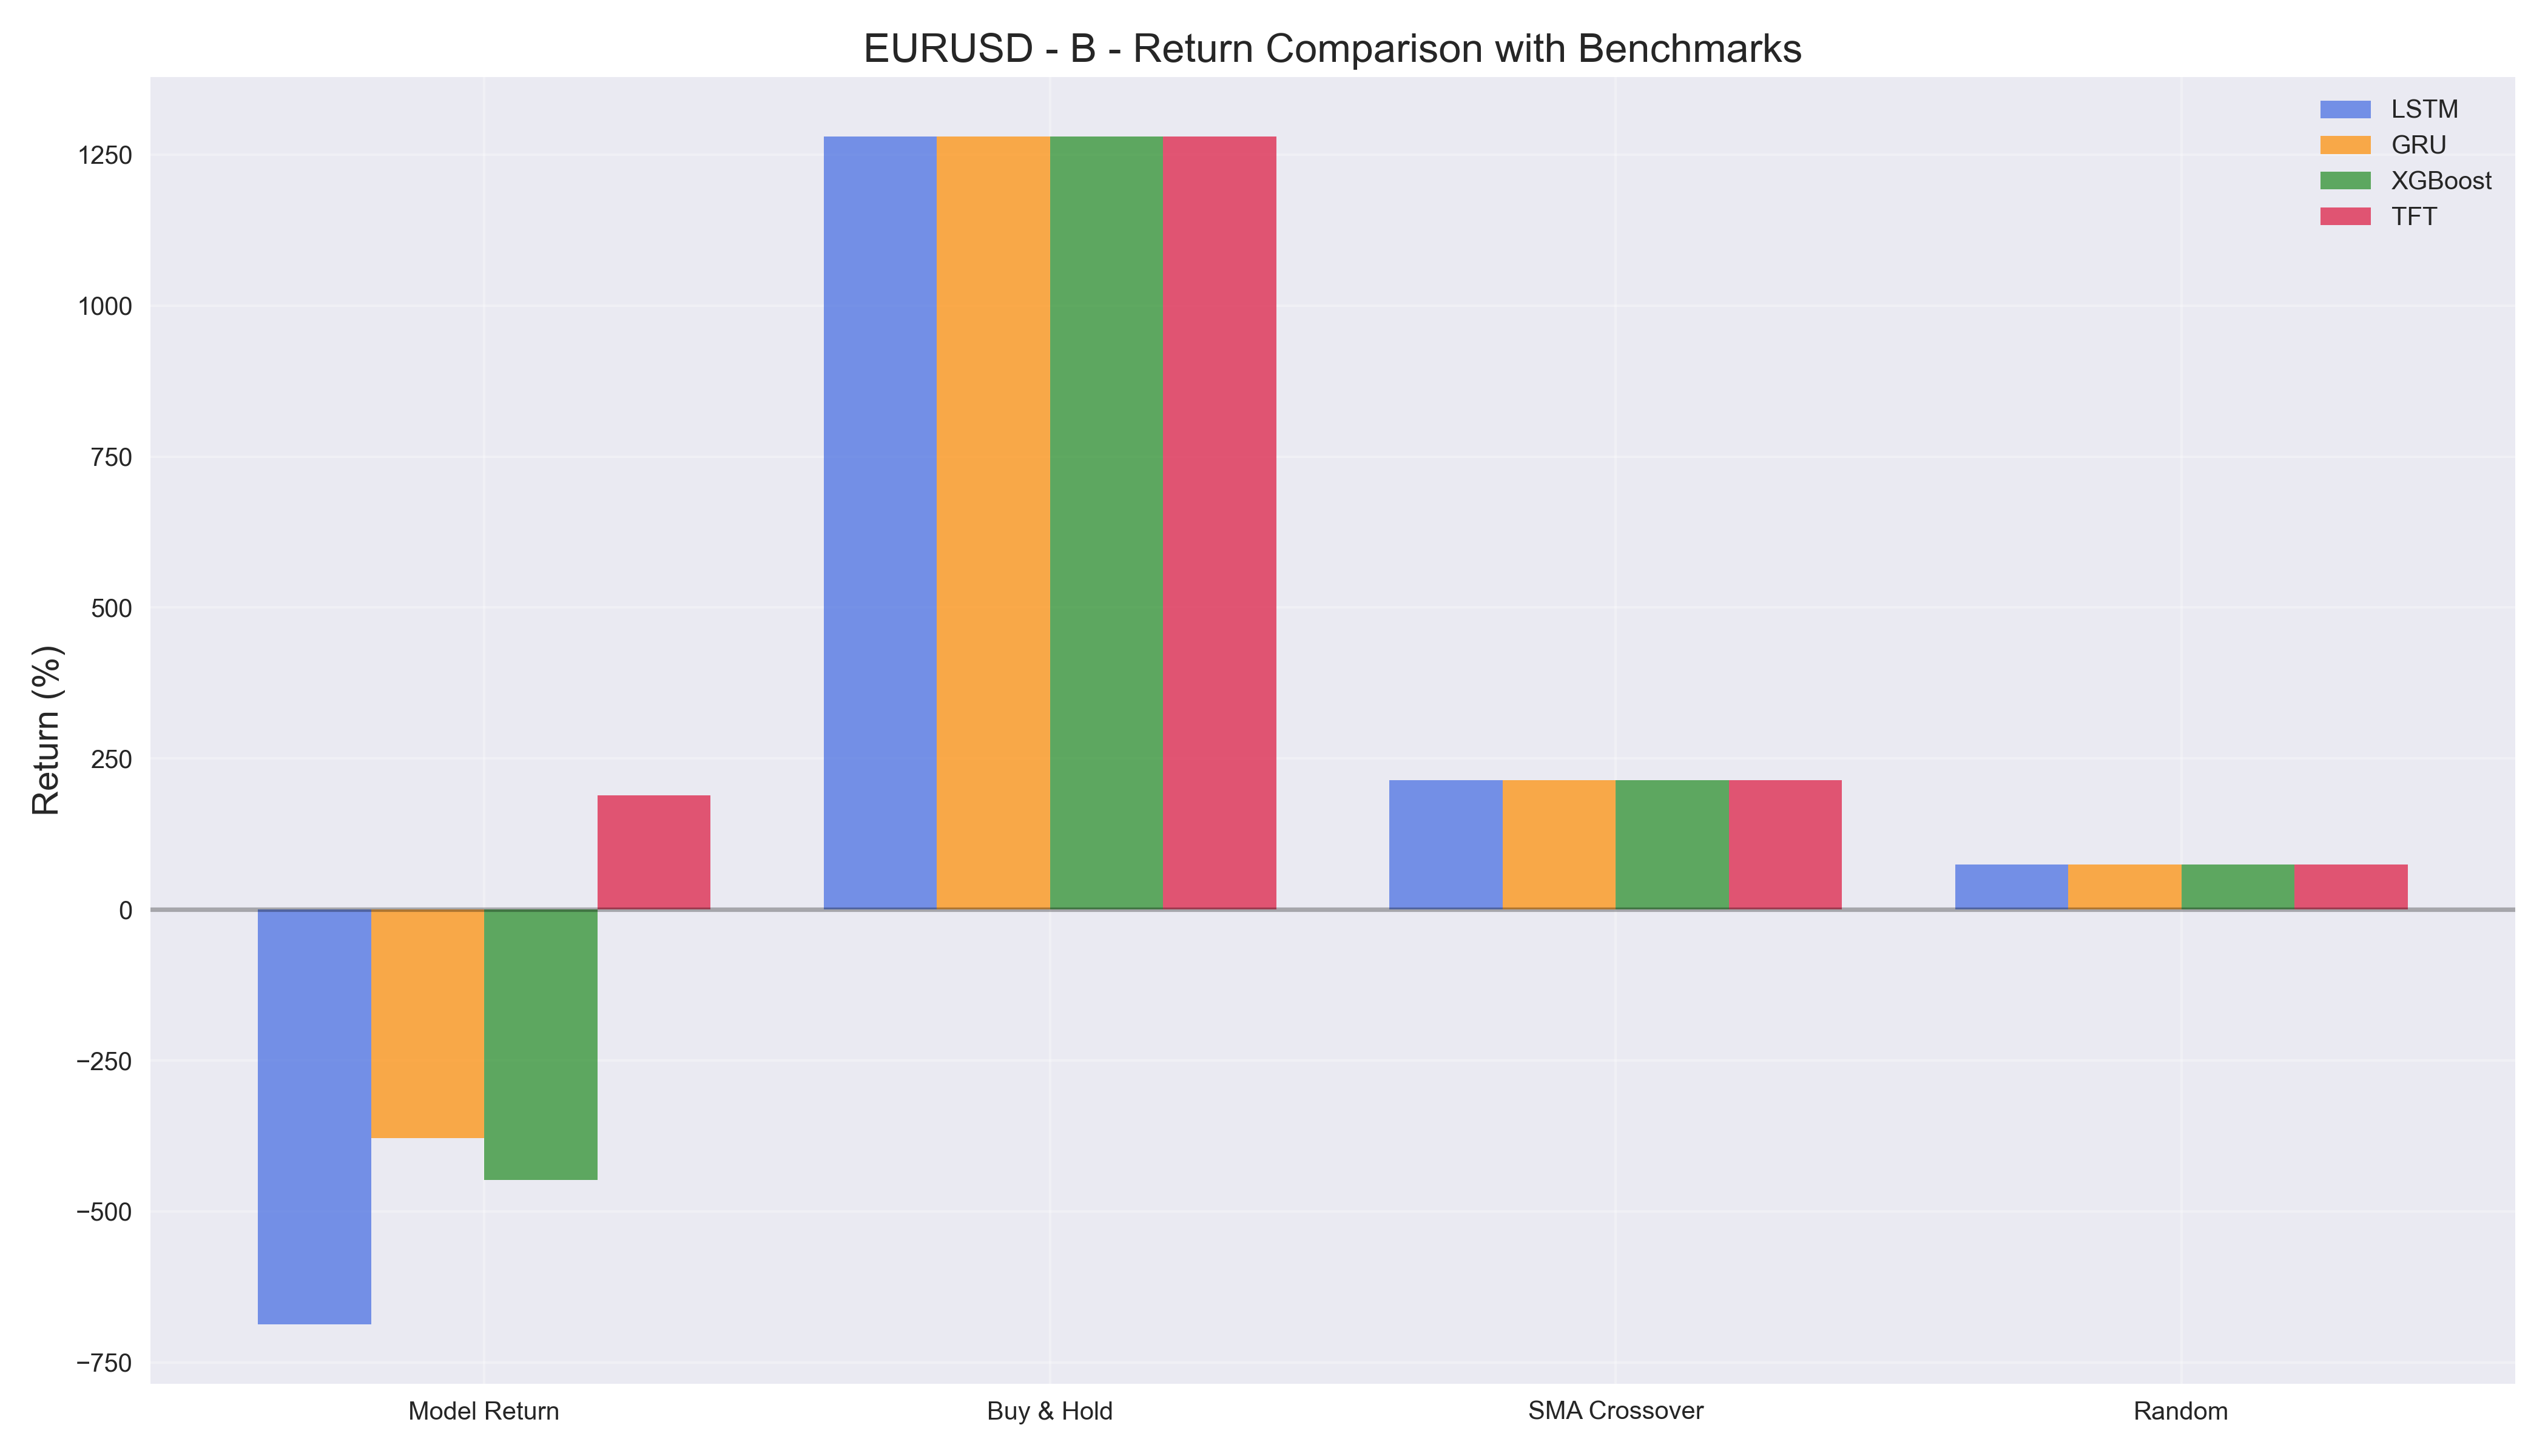 EURUSD - B - Return Comparison with Benchmarks
LSTM
GRU
XGBoost
TFT
Return (%)
1250
1000
750
500
250
0
−250
−500
−750
Model Return
Buy & Hold
SMA Crossover
Random